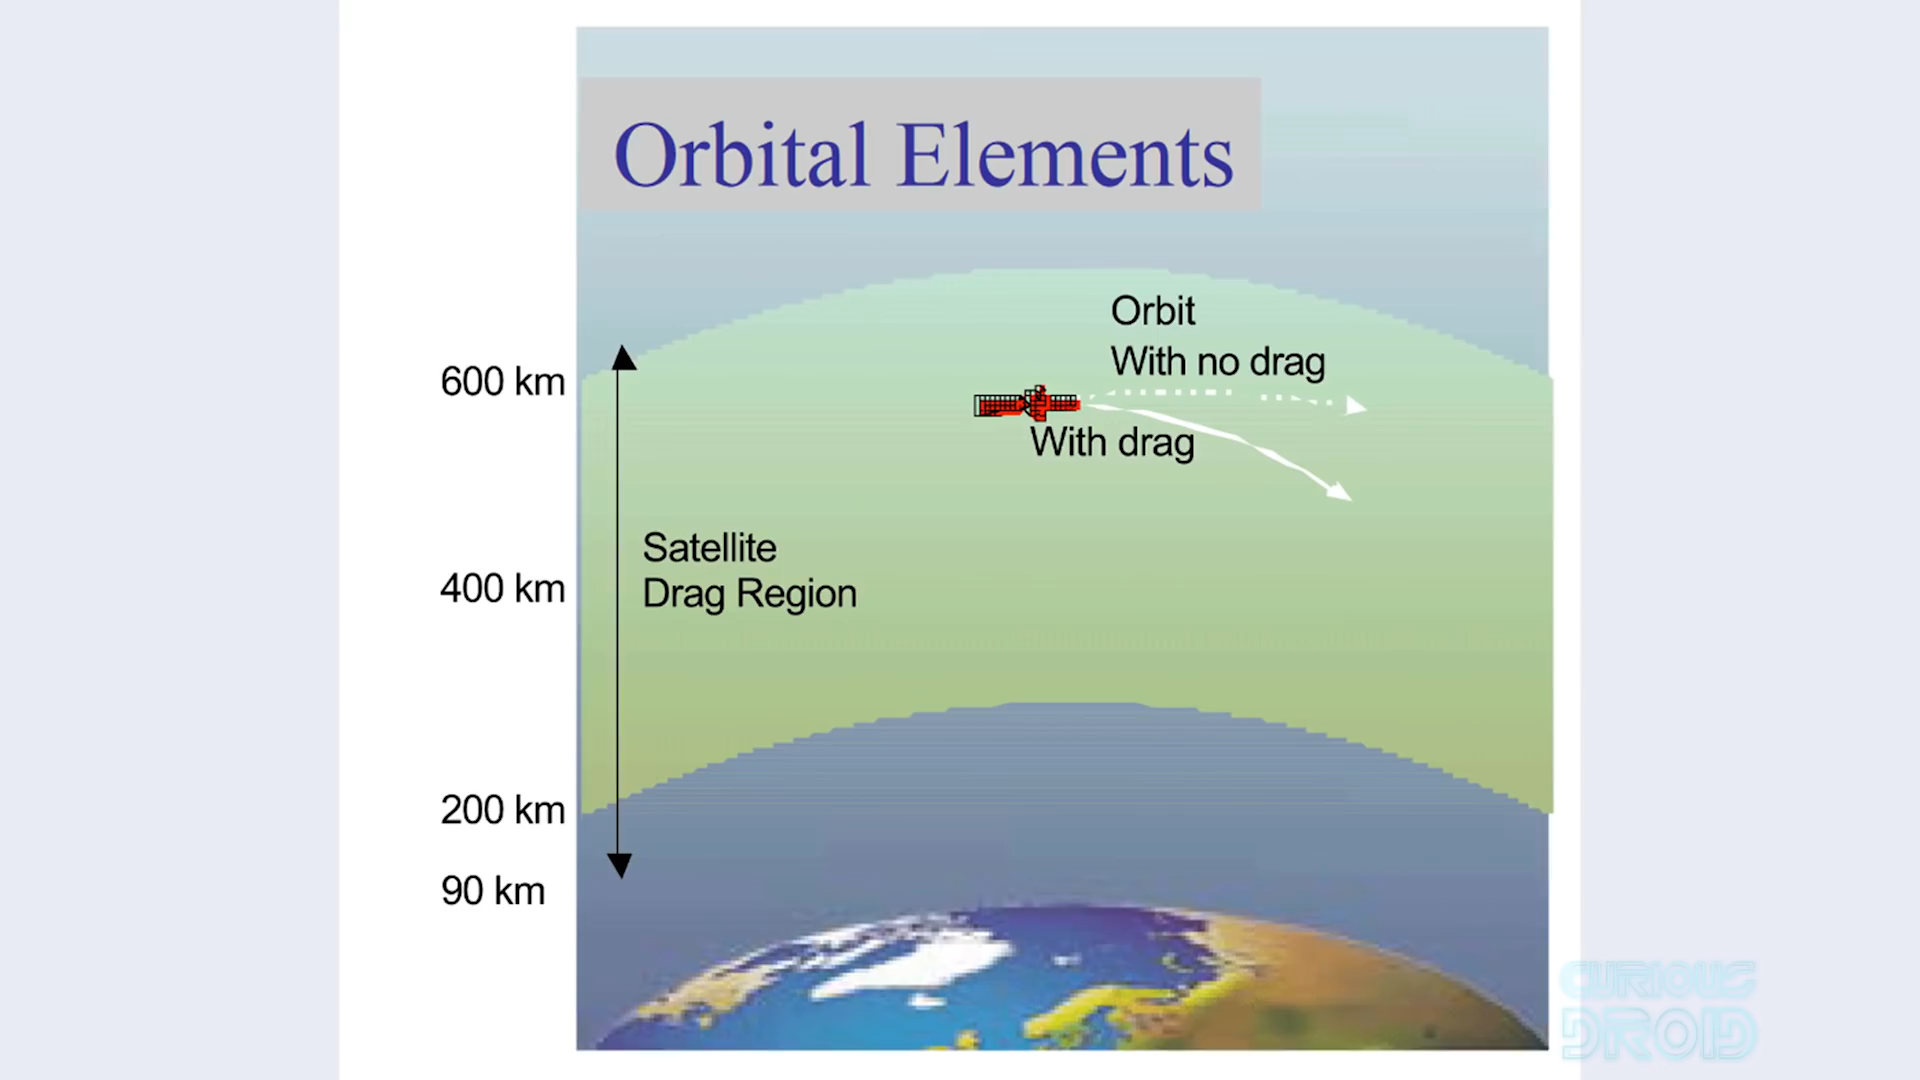 Orbital Elements
Orbit
With no drag
600 km
With drag
Satellite
Drag Region
400 km
200 km
90 km
CURIOUS
DROID